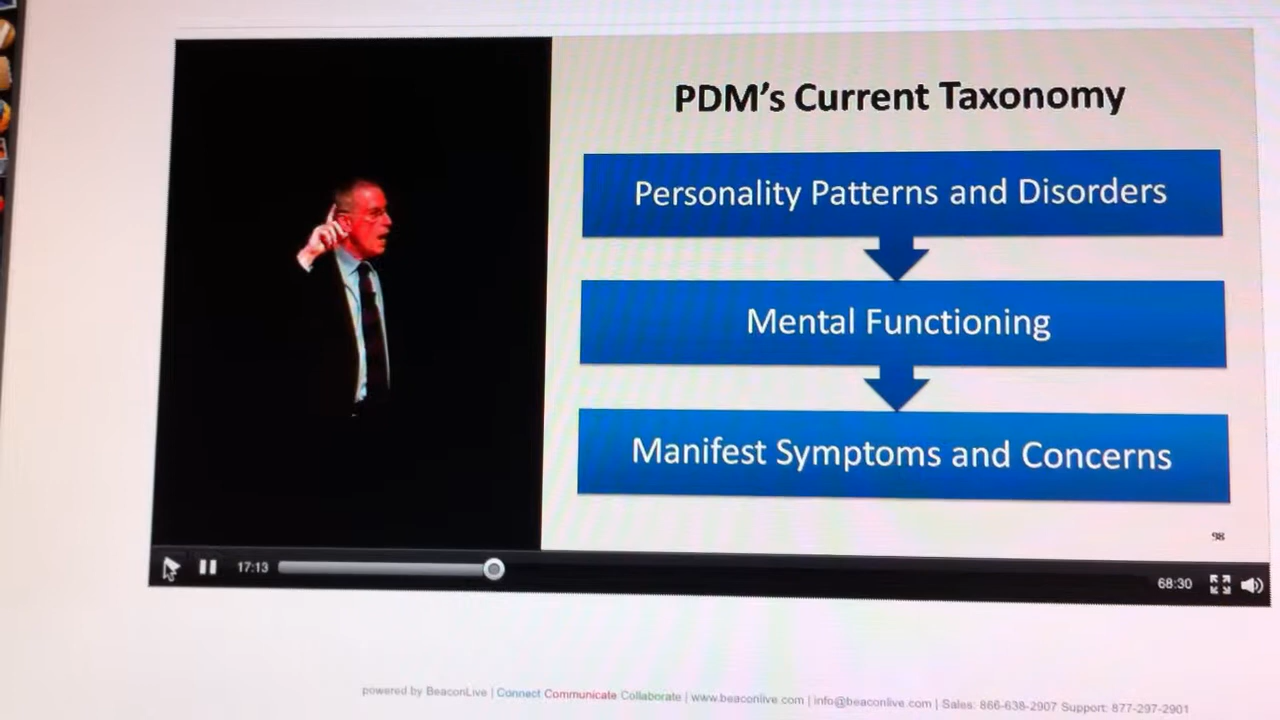 PDM's Current Taxonomy
Personality Patterns and Disorders
Mental Functioning
Manifest Symptoms and Concerns
98
17:13
68:30
powered by BeaconLive | Connect Communicate Collaborate | www.beaconlive.com | info@beaconlive.com | Sales: 866-638-2907 Support: 877-297-2901